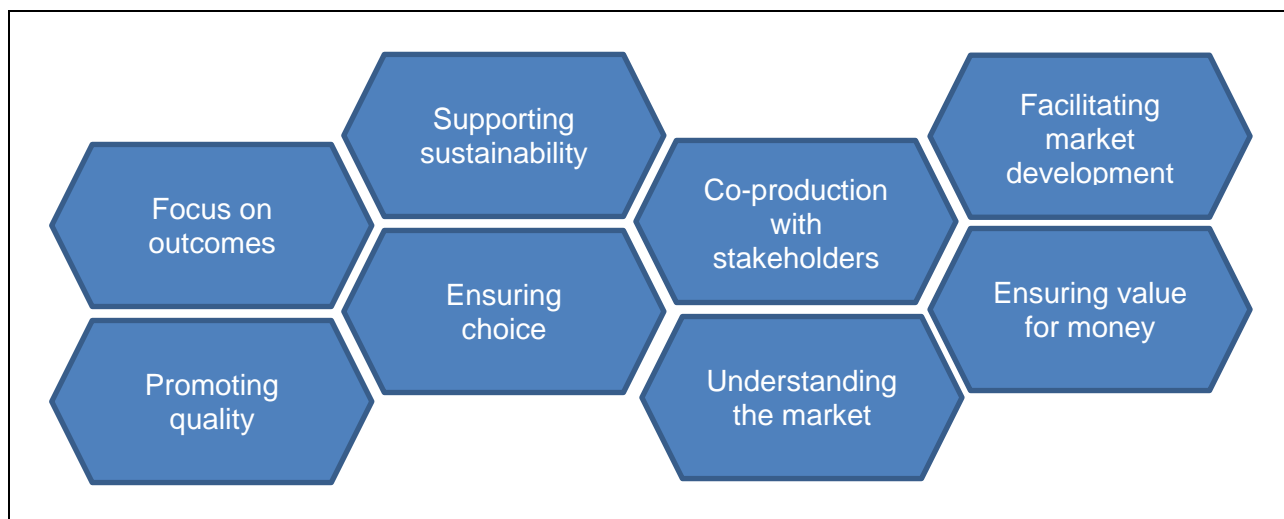 Focus on
outcomes
Promoting
quality
Supporting
sustainability
Ensuring
choice
Co-production
with
stakeholders
Understanding
the market
Facilitating
market
development
Ensuring value
for money